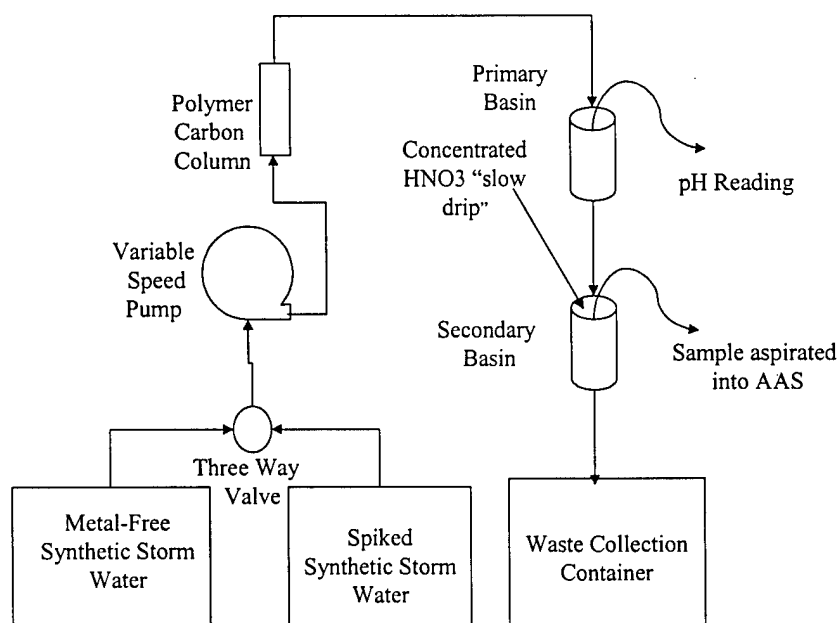 Polymer
Carbon
Column
Primary
Basin
Concentrated
HNO3 “slow
drip”
pH Reading
Variable
Speed
Pump
Secondary
Basin
Sample aspirated
into AAS
Three Way
Valve
Metal-Free
Synthetic Storm
Water
Spiked
Synthetic Storm
Water
Waste Collection
Container